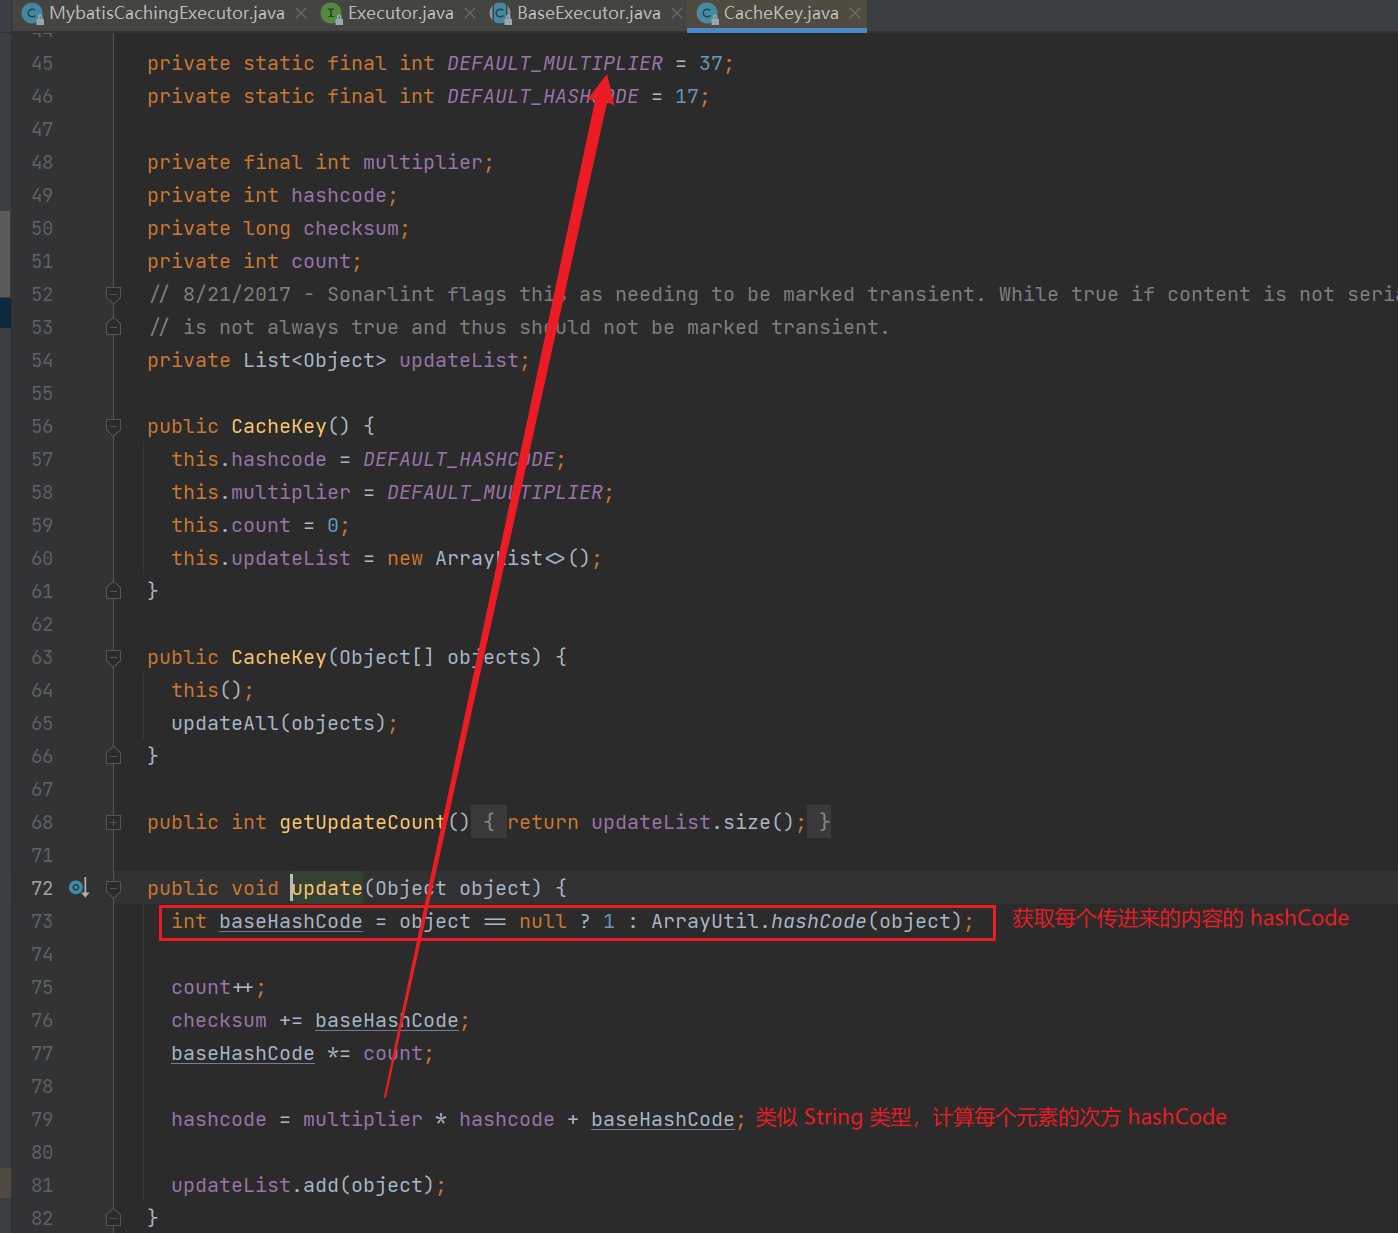 MybatisCachingExecutor.java Executor.java BaseExecutor.java CacheKey.java
45 private static final int DEFAULT_MULTIPLIER = 37;
46 private static final int DEFAULT_HASHCODE = 17;
47
48 private final int multiplier;
49 private int hashcode;
50 private long checksum;
51 private int count;
52 // 8/21/2017 - Sonarlint flags this as needing to be marked transient. While true if content is not
53 // is not always true and thus should not be marked transient.
54 private List<Object> updateList;
55
56 public CacheKey() {
57 this.hashcode = DEFAULT_HASHCODE;
58 this.multiplier = DEFAULT_MULTIPLIER;
59 this.count = 0;
60 this.updateList = new ArrayList<>();
61 }
62
63 public CacheKey(Object[] objects) {
64 this();
65 updateAll(objects);
66 }
67
68 public int getUpdateCount() { return updateList.size(); }
71
72 public void update(Object object) {
73 int baseHashCode = object == null ? 1 : ArrayUtil.hashCode(object); 获取每个传进来的内容的 hashCode
74
75 count++;
76 checksum += baseHashCode;
77 baseHashCode *= count;
78
79 hashcode = multiplier * hashcode + baseHashCode; 类似 String 类型，计算每个元素的次方 hashCode
80
81 updateList.add(object);
82 }